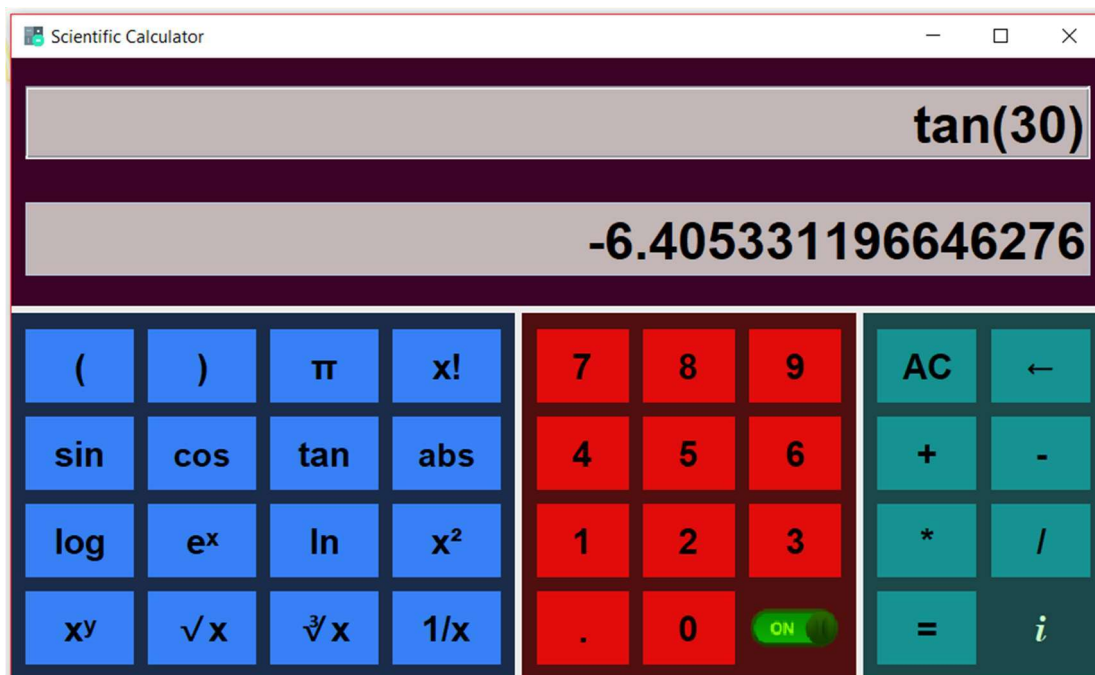 Scientific Calculator
tan(30)
-6.405331196646276
( ) π x! 7 8 9 AC ←
sin cos tan abs 4 5 6 + -
log eˣ ln x² 1 2 3 * /
xʸ √x ∛x 1/x . 0 ON = i